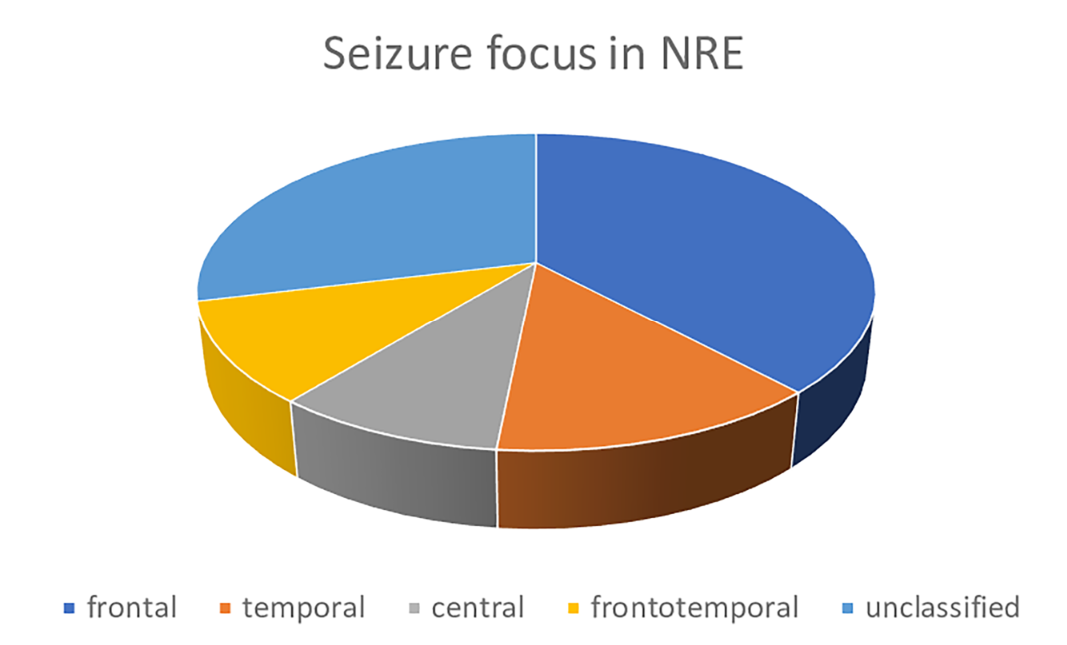 Seizure focus in NRE
frontal temporal central frontotemporal unclassified